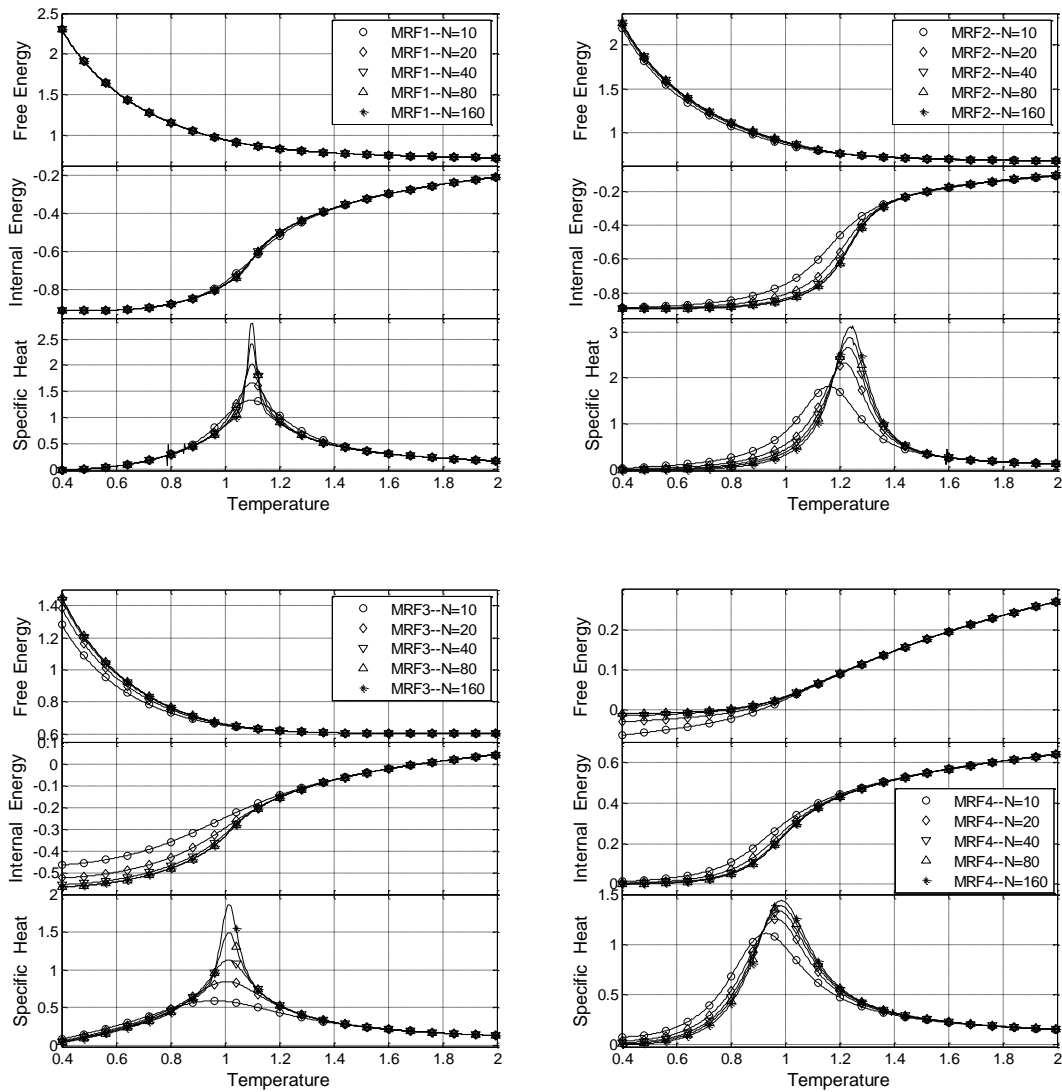 2.5
2
1.5
1
Free Energy
MRF1--N=10
MRF1--N=20
MRF1--N=40
MRF1--N=80
MRF1--N=160
-0.2
-0.4
-0.6
-0.8
Internal Energy
2.5
2
1.5
1
0.5
0
Specific Heat
0.4 0.6 0.8 1 1.2 1.4 1.6 1.8 2
Temperature
2
1.5
1
Free Energy
MRF2--N=10
MRF2--N=20
MRF2--N=40
MRF2--N=80
MRF2--N=160
-0.2
-0.4
-0.6
-0.8
Internal Energy
3
2
1
0
Specific Heat
0.4 0.6 0.8 1 1.2 1.4 1.6 1.8 2
Temperature
1.4
1.2
1
0.8
0.6
Free Energy
MRF3--N=10
MRF3--N=20
MRF3--N=40
MRF3--N=80
MRF3--N=160
0.1
0
-0.1
-0.2
-0.3
-0.4
-0.5
Internal Energy
2
1.5
1
0.5
0
Specific Heat
0.4 0.6 0.8 1 1.2 1.4 1.6 1.8 2
Temperature
0.2
0.1
0
Free Energy
0.6
0.4
0.2
0
Internal Energy
MRF4--N=10
MRF4--N=20
MRF4--N=40
MRF4--N=80
MRF4--N=160
1.5
1
0.5
0
Specific Heat
0.4 0.6 0.8 1 1.2 1.4 1.6 1.8 2
Temperature